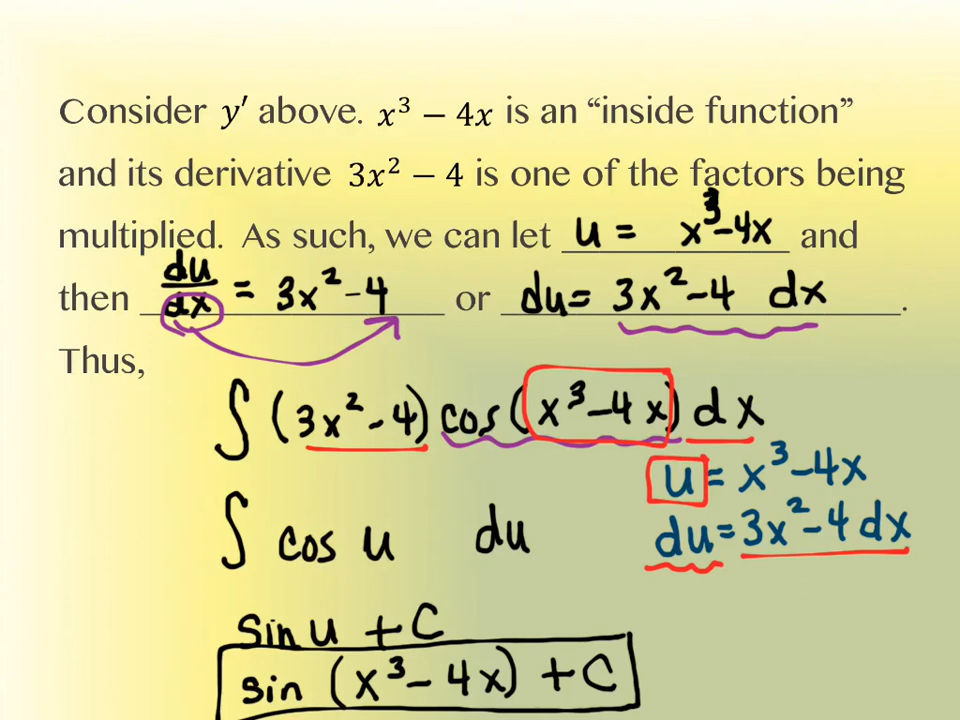 Consider y′ above. x³ − 4x is an “inside function”
and its derivative 3x² − 4 is one of the factors being
multiplied. As such, we can let u = x³-4x and
then du/dx = 3x²-4 or du = 3x²-4 dx.
Thus,
∫ (3x²-4) cos(x³-4x) dx
u = x³-4x
∫ cos u du
du = 3x²-4 dx
sin u + C
sin (x³-4x) + C